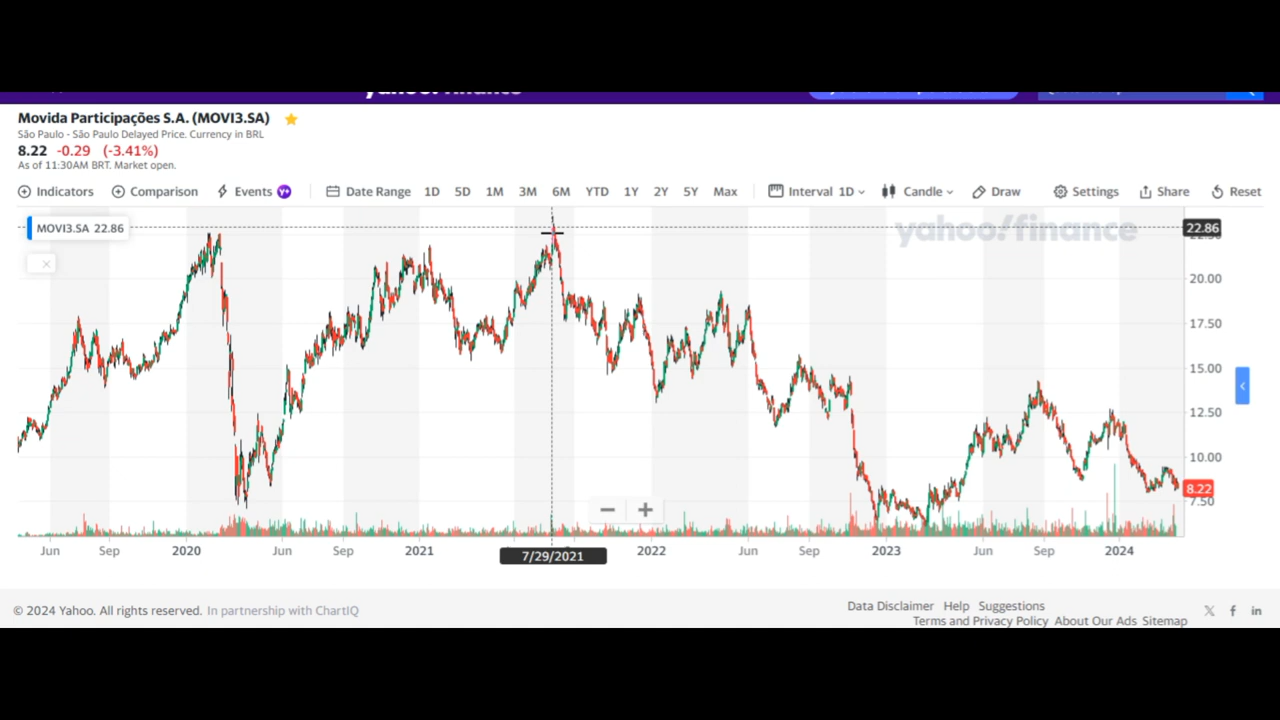 Movida Participações S.A. (MOVI3.SA)
São Paulo - São Paulo Delayed Price. Currency in BRL
8.22 -0.29 (-3.41%)
As of 11:30AM BRT. Market open.
Indicators Comparison Events Y+ Date Range 1D 5D 1M 3M 6M YTD 1Y 2Y 5Y Max Interval 1D Candle Draw Settings Share Reset
MOVI3.SA 22.86
yahoo!finance
22.86
20.00
17.50
15.00
12.50
10.00
8.22
7.50
Jun Sep 2020 Jun Sep 2021 7/29/2021 2022 Jun Sep 2023 Jun Sep 2024
© 2024 Yahoo. All rights reserved. In partnership with ChartIQ
Data Disclaimer Help Suggestions
Terms and Privacy Policy About Our Ads Sitemap